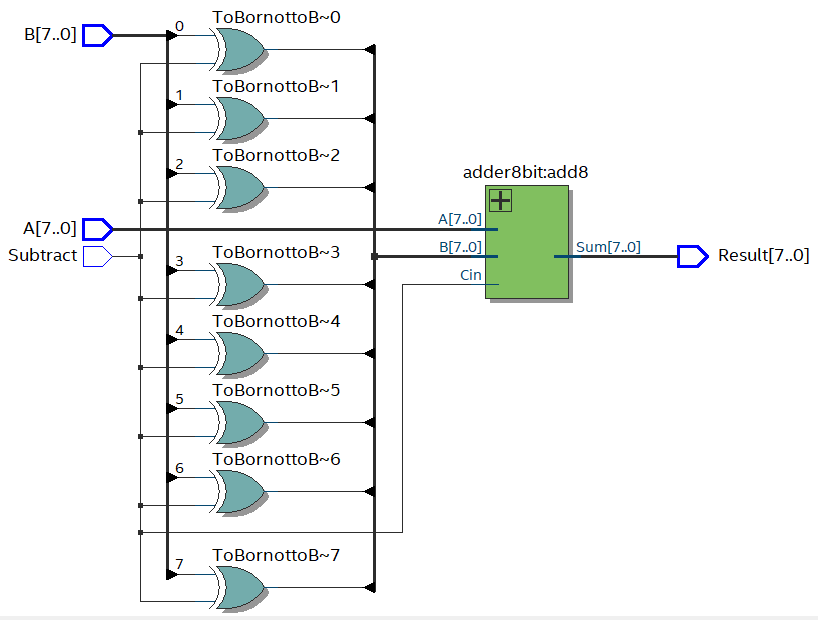 ToBornottoB~0
B[7..0]
0
ToBornottoB~1
1
ToBornottoB~2
2
adder8bit:add8
A[7..0]
A[7..0]
Subtract
ToBornottoB~3
3
B[7..0]
Sum[7..0]
Result[7..0]
Cin
ToBornottoB~4
4
ToBornottoB~5
5
ToBornottoB~6
6
ToBornottoB~7
7